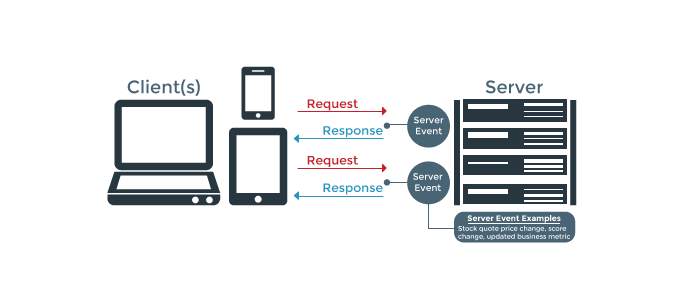 Client(s)
Server
Request
Server
Event
Response
Request
Server
Event
Response
Server Event Examples
Stock quote price change, score
change, updated business metric